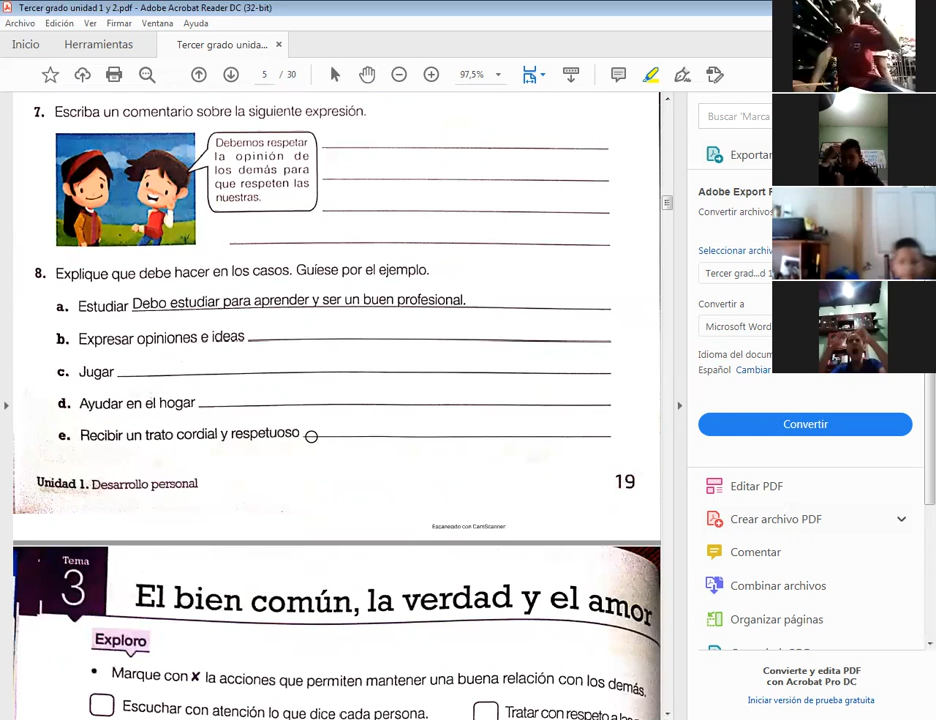 Tercer grado unidad 1 y 2.pdf - Adobe Acrobat Reader DC (32-bit)
Archivo Edición Ver Firmar Ventana Ayuda
Inicio Herramientas Tercer grado unida... ×
5 / 30 97,5%
7. Escriba un comentario sobre la siguiente expresión.
Debemos respetar
la opinión de
los demás para
que respeten las
nuestras.
8. Explique que debe hacer en los casos. Guíese por el ejemplo.
a. Estudiar Debo estudiar para aprender y ser un buen profesional.
b. Expresar opiniones e ideas
c. Jugar
d. Ayudar en el hogar
e. Recibir un trato cordial y respetuoso
Unidad 1. Desarrollo personal 19
Escaneado con CamScanner
Tema
3
El bien común, la verdad y el amor
Exploro
• Marque con ✗ la acciones que permiten mantener una buena relación con los demás.
Escuchar con atención lo que dice cada persona.
Tratar con respeto a
Buscar 'Marca
Exportar
Adobe Export
Convertir archivos
Seleccionar archiv
Tercer grad...d 1
Convertir a
Microsoft Word
Idioma del docum
Español Cambiar
Convertir
Editar PDF
Crear archivo PDF
Comentar
Combinar archivos
Organizar páginas
Convierte y edita PDF
con Acrobat Pro DC
Iniciar versión de prueba gratuita